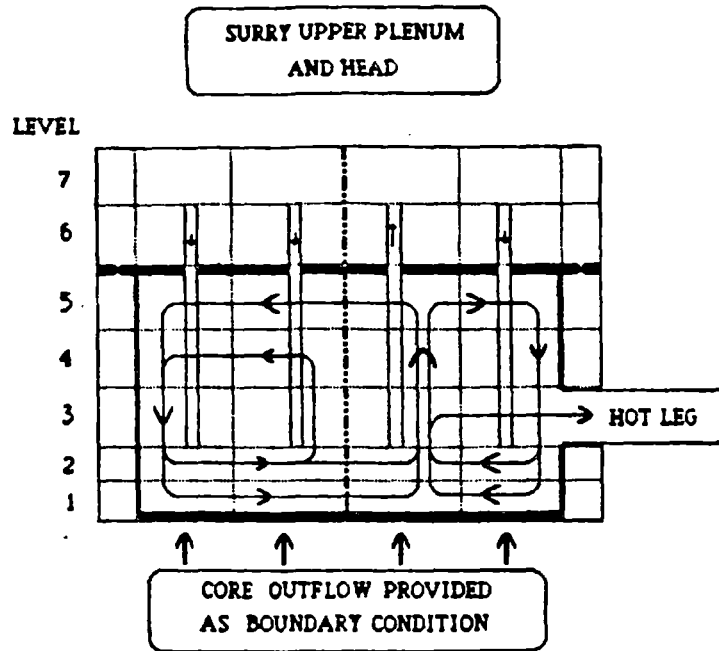 SURRY UPPER PLENUM
AND HEAD
LEVEL
7
6
5
4
3
HOT LEG
2
1
CORE OUTFLOW PROVIDED
AS BOUNDARY CONDITION